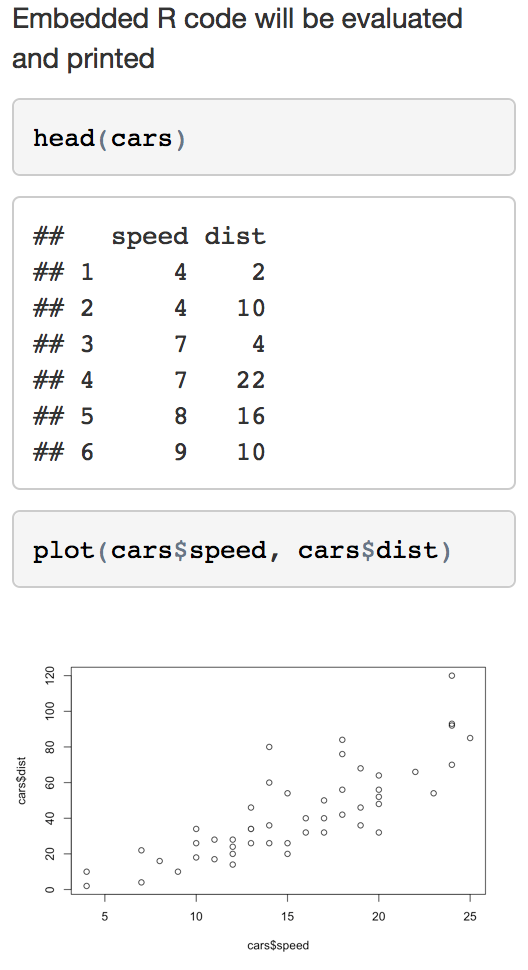 Embedded R code will be evaluated
and printed
head(cars)
##   speed dist
## 1     4    2
## 2     4   10
## 3     7    4
## 4     7   22
## 5     8   16
## 6     9   10
plot(cars$speed, cars$dist)
cars$dist
120
100
80
60
40
20
0
5 10 15 20 25
cars$speed